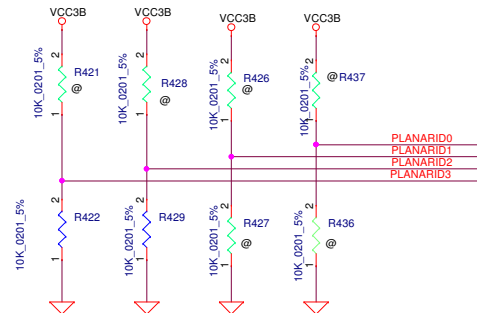 VCC3B
VCC3B
VCC3B
VCC3B
2
R421
@
10K_0201_5%
1
2
R428
@
10K_0201_5%
1
2
R426
@
10K_0201_5%
1
2
@R437
10K_0201_5%
1
PLANARID0
PLANARID1
PLANARID2
PLANARID3
2
R422
10K_0201_5%
1
2
R429
10K_0201_5%
1
2
R427
@
10K_0201_5%
1
2
R436
@
10K_0201_5%
1